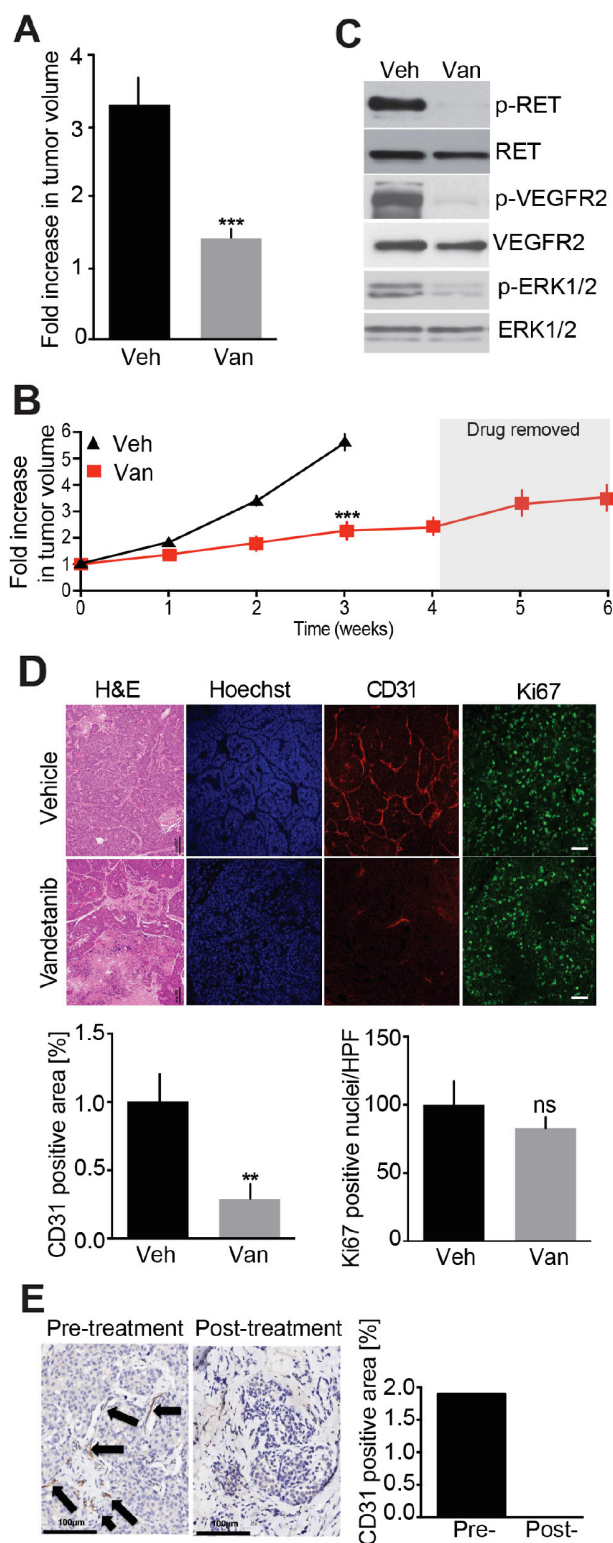 A
Fold increase in tumor volume
4
3
2
1
0
***
Veh
Van
C
Veh
Van
p-RET
RET
p-VEGFR2
VEGFR2
p-ERK1/2
ERK1/2
B
Fold increase
in tumor volume
6
5
4
3
2
1
0
Veh
Van
***
Drug removed
0
1
2
3
4
5
6
Time (weeks)
D
H&E
Hoechst
CD31
Ki67
Vehicle
Vandetanib
CD31 positive area [%]
1.5
1.0
0.5
0.0
**
Veh
Van
Ki67 positive nuclei/HPF
150
100
50
0
ns
Veh
Van
E
Pre-treatment
Post-treatment
100µm
100µm
CD31 positive area [%]
2.0
1.5
1.0
0.5
0.0
Pre-
Post-